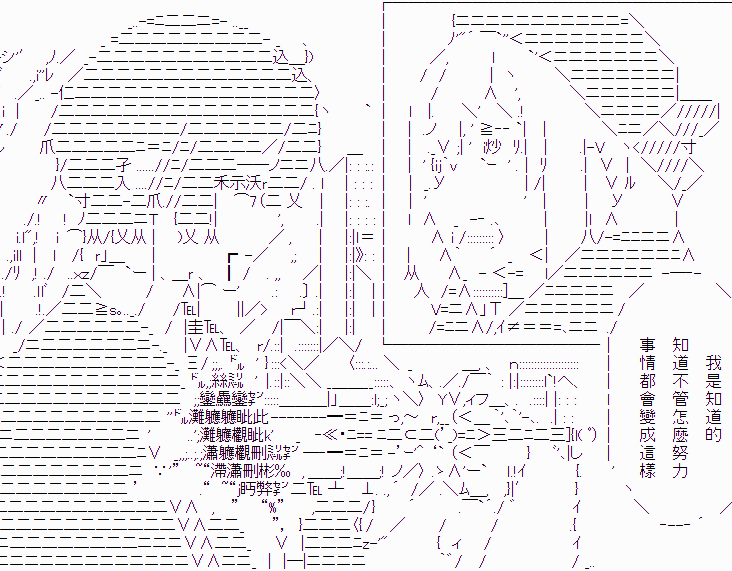 我是知道的
知道不管怎麼努力
事情都會變成這樣